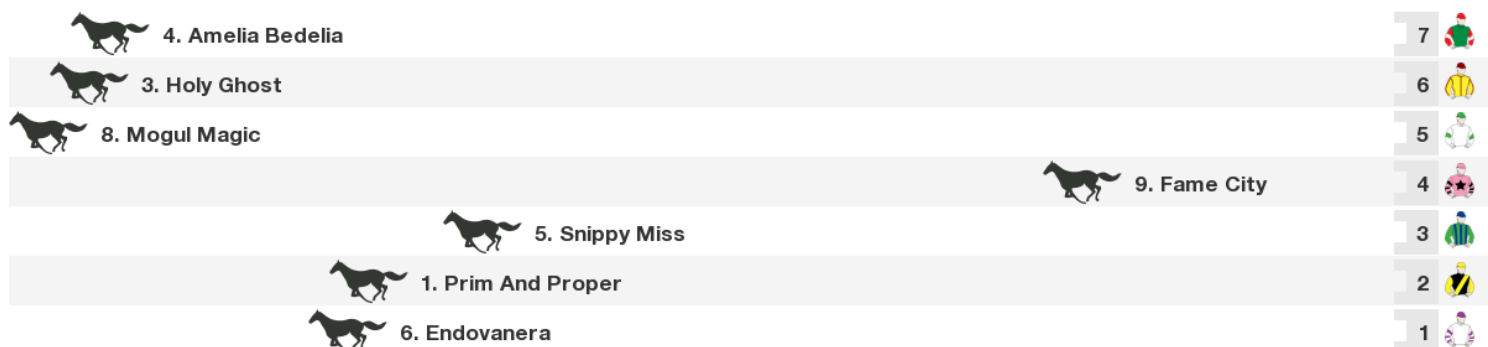 4. Amelia Bedelia 7
3. Holy Ghost 6
8. Mogul Magic 5
9. Fame City 4
5. Snippy Miss 3
1. Prim And Proper 2
6. Endovanera 1